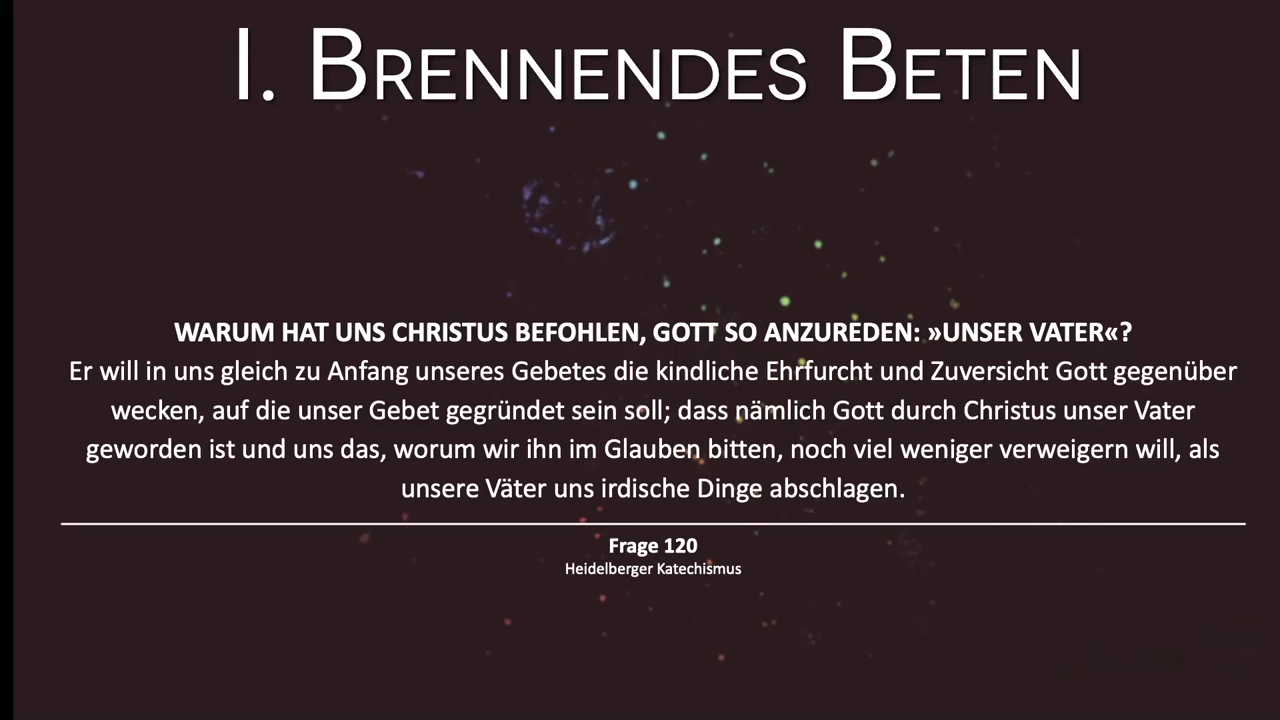 I. Brennendes Beten
WARUM HAT UNS CHRISTUS BEFOHLEN, GOTT SO ANZUREDEN: »UNSER VATER«?
Er will in uns gleich zu Anfang unseres Gebetes die kindliche Ehrfurcht und Zuversicht Gott gegenüber
wecken, auf die unser Gebet gegründet sein soll; dass nämlich Gott durch Christus unser Vater
geworden ist und uns das, worum wir ihn im Glauben bitten, noch viel weniger verweigern will, als
unsere Väter uns irdische Dinge abschlagen.
Frage 120
Heidelberger Katechismus